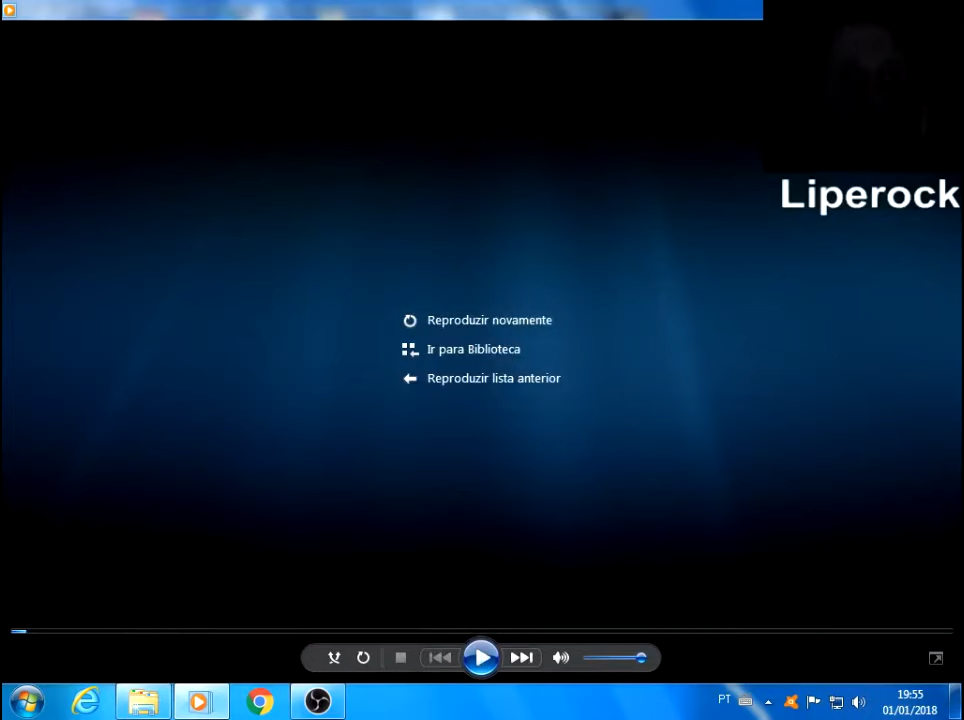 Liperock
Reproduzir novamente
Ir para Biblioteca
Reproduzir lista anterior
PT
19:55
01/01/2018